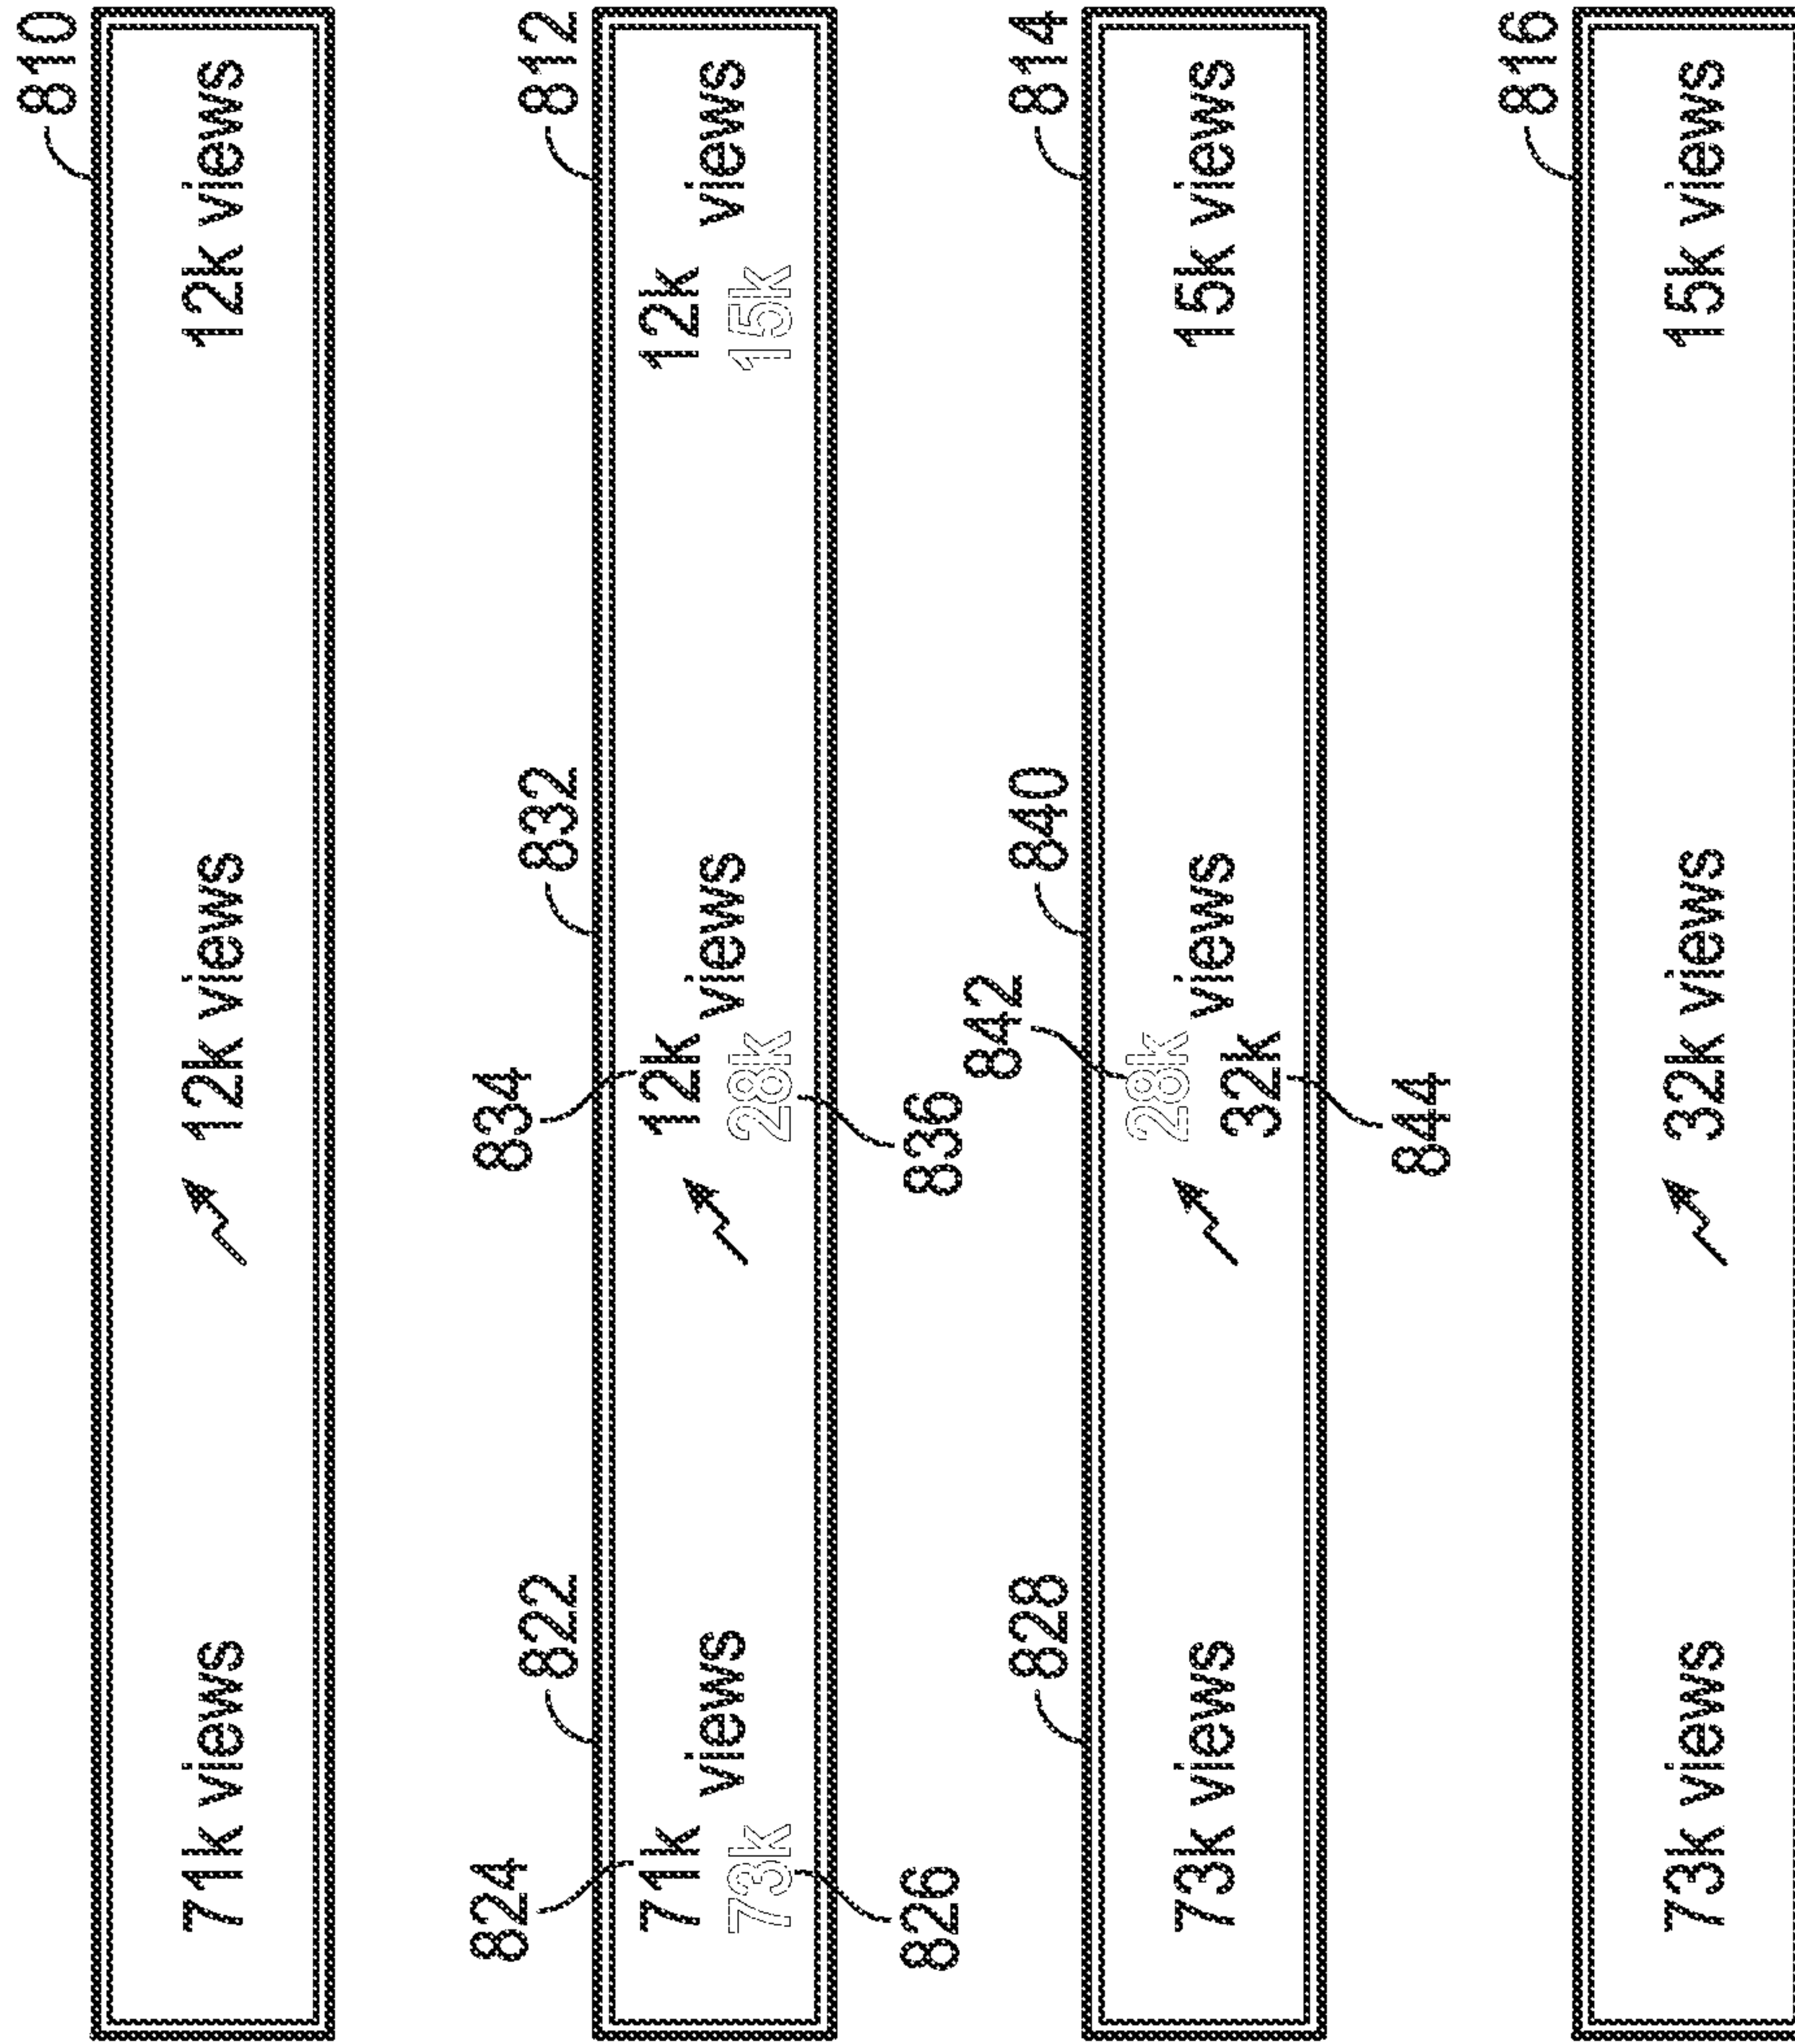 810
71k views 12k views 12k views
812
832
822
834
824
71k 12k 12k
views views views
73k 28k 15k
836
826
814
840
828
842
28k
73k views views 15k views
32k
844
816
73k views 32k views 15k views